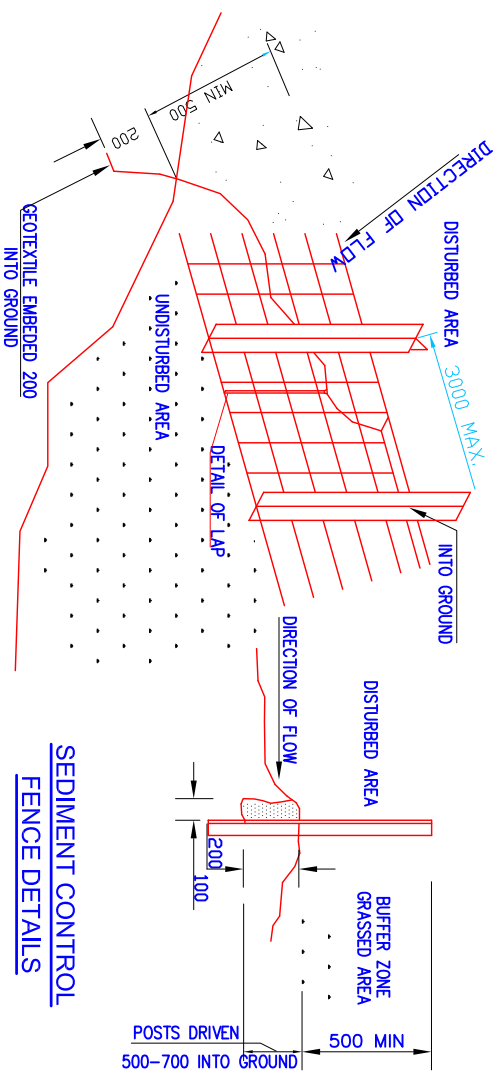 DIRECTION OF FLOW
DISTURBED AREA
3000 MAX.
INTO GROUND
MIN 500
200
GEOTEXTILE EMBEDED 200
INTO GROUND
UNDISTURBED AREA
DETAIL OF LAP
DIRECTION OF FLOW
DISTURBED AREA
200
100
BUFFER ZONE
GRASSED AREA
500 MIN
POSTS DRIVEN
500-700 INTO GROUND
SEDIMENT CONTROL
FENCE DETAILS